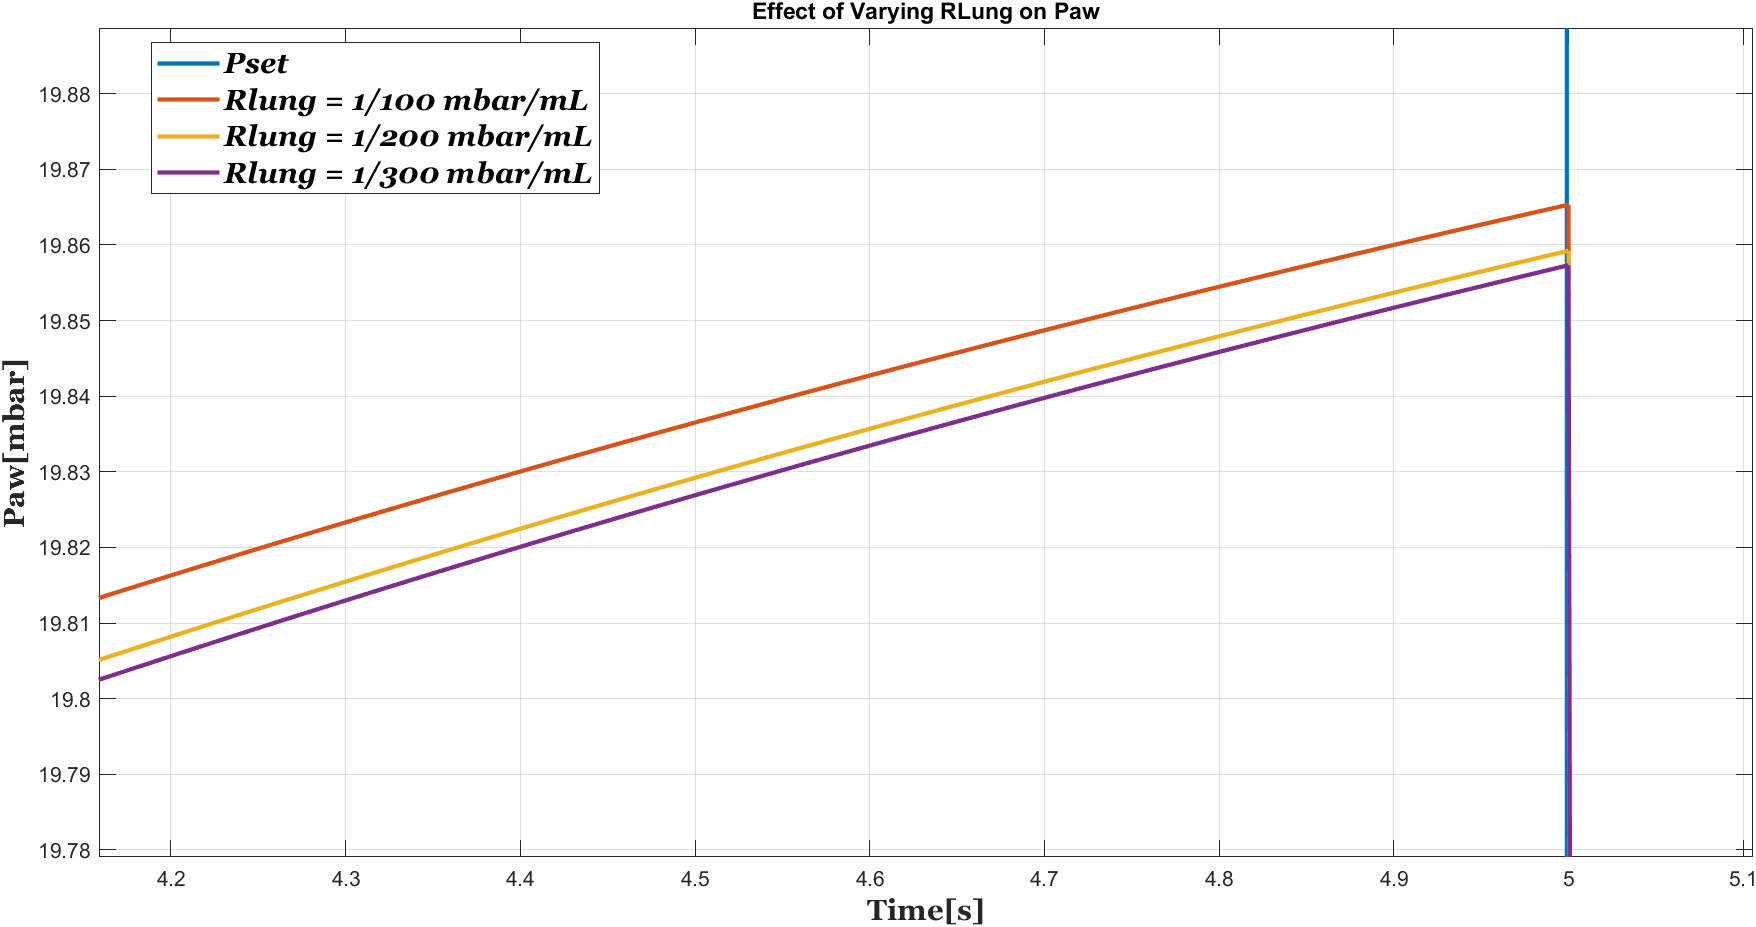 Effect of Varying RLung on Paw
Pset
Rlung = 1/100 mbar/mL
Rlung = 1/200 mbar/mL
Rlung = 1/300 mbar/mL
19.88
19.87
19.86
19.85
19.84
19.83
19.82
19.81
19.8
19.79
19.78
Paw[mbar]
4.2 4.3 4.4 4.5 4.6 4.7 4.8 4.9 5 5.1
Time[s]